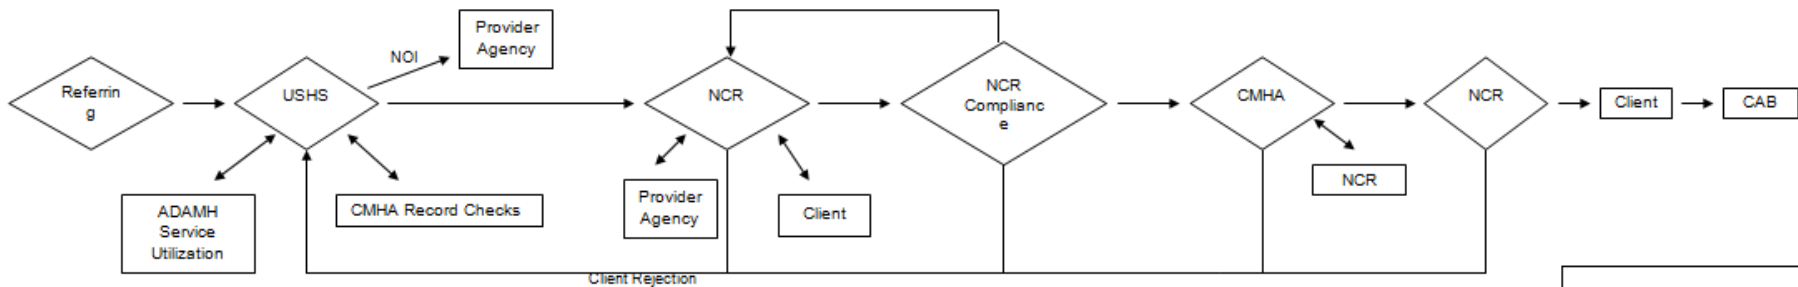 Provider
Agency
NOI
Referrin
g
USHS
NCR
NCR
Complianc
e
CMHA
NCR
Client
CAB
ADAMH
Service
Utilization
CMHA Record Checks
Provider
Agency
Client
NCR
Client Rejection